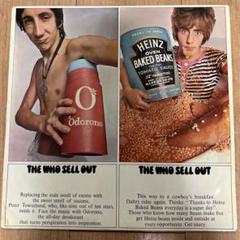 HEINZ
OVEN
BAKED BEANS
TOMATO SAUCE
O°
Odorono
THE WHO SELL OUT
Replacing the stale smell of excess with
the sweet smell of success,
Peter Townshend, who, like nine out of ten stars,
needs it. Face the music with Odorono,
the all-day deodorant
that turns perspiration into inspiration.
THE WHO SELL OUT
This way to a cowboy's breakfast.
Daltry rides again. Thinks: "Thanks to Heinz
Baked Beans everyday is a super day".
Those who know how many beans make five
get Heinz beans inside and outside at
every opportunity. Get saucy.